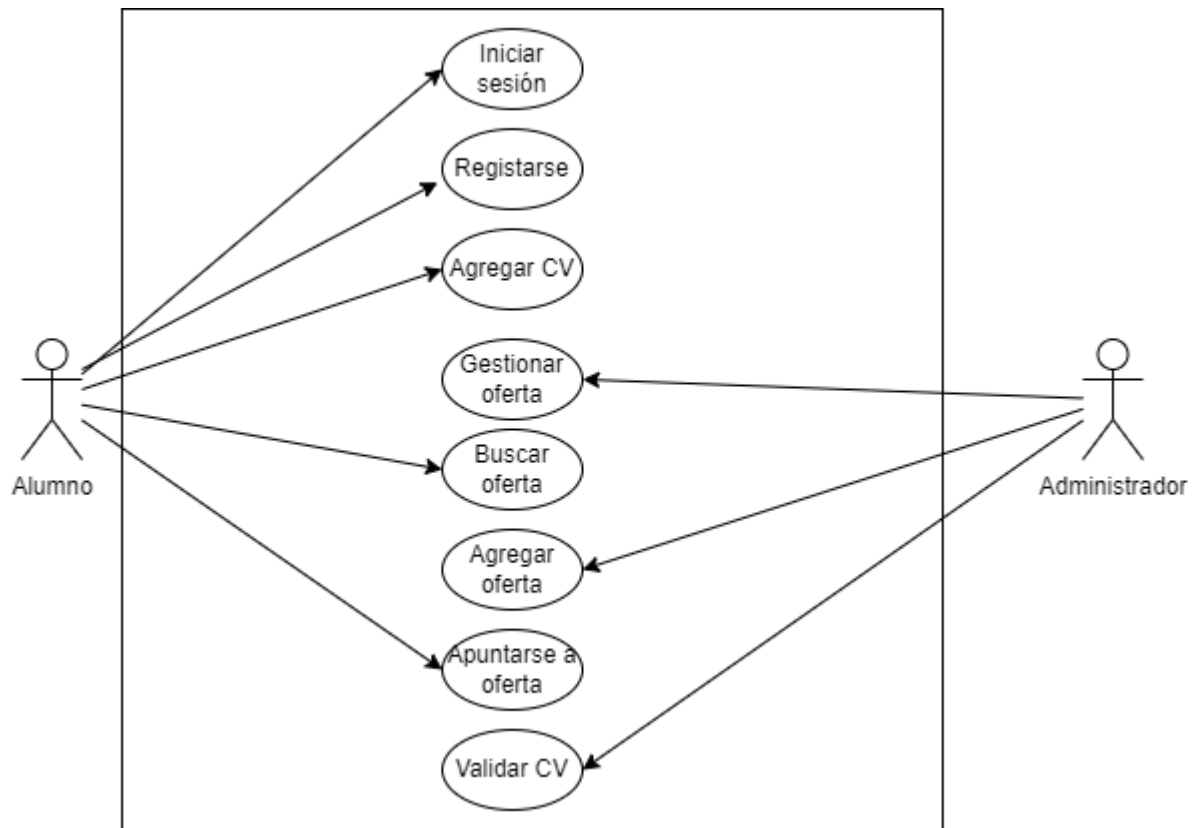 Iniciar
sesión
Registarse
Agregar CV
Gestionar
oferta
Buscar
oferta
Alumno
Administrador
Agregar
oferta
Apuntarse a
oferta
Validar CV